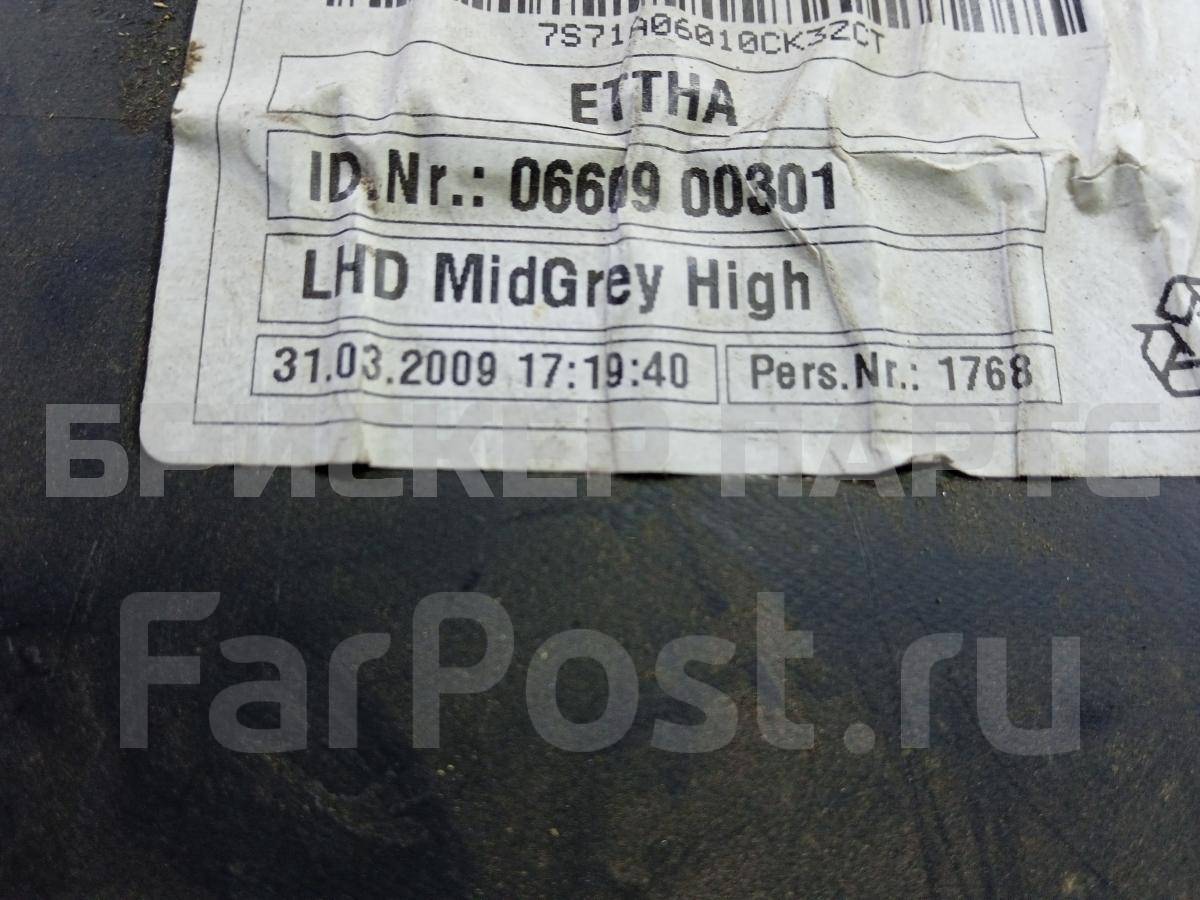 7S71A06010CK3ZCT
ETTHA
ID Nr.: 06609 00301
LHD MidGrey High
31.03.2009 17:19:40 Pers.Nr.: 1768
БРИСКЕР ПАРТС
FarPost.ru